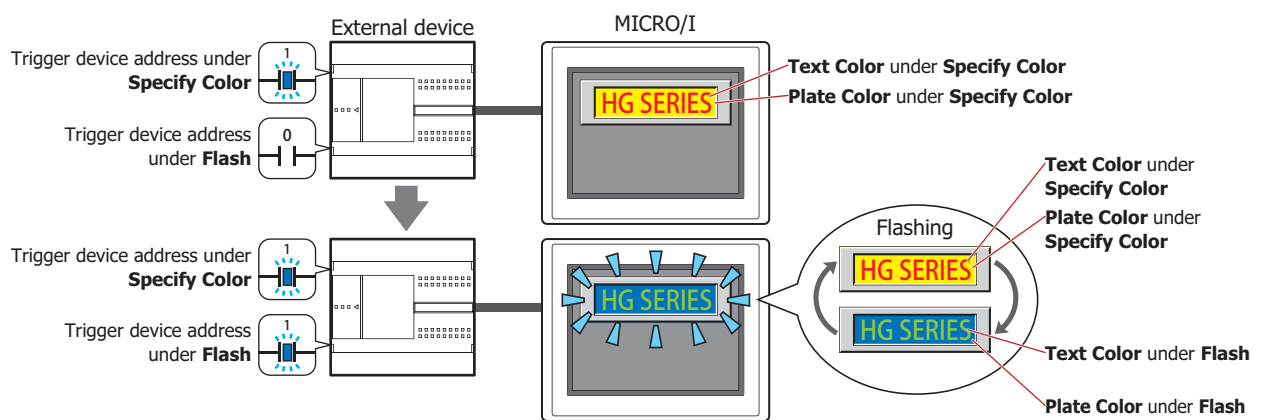 External device
MICRO/I
Trigger device address under
Specify Color
1
Trigger device address
under Flash
0
HG SERIES
Text Color under Specify Color
Plate Color under Specify Color
Trigger device address under
Specify Color
1
Trigger device address
under Flash
1
HG SERIES
Flashing
HG SERIES
HG SERIES
Text Color under
Specify Color
Plate Color under
Specify Color
Text Color under Flash
Plate Color under Flash